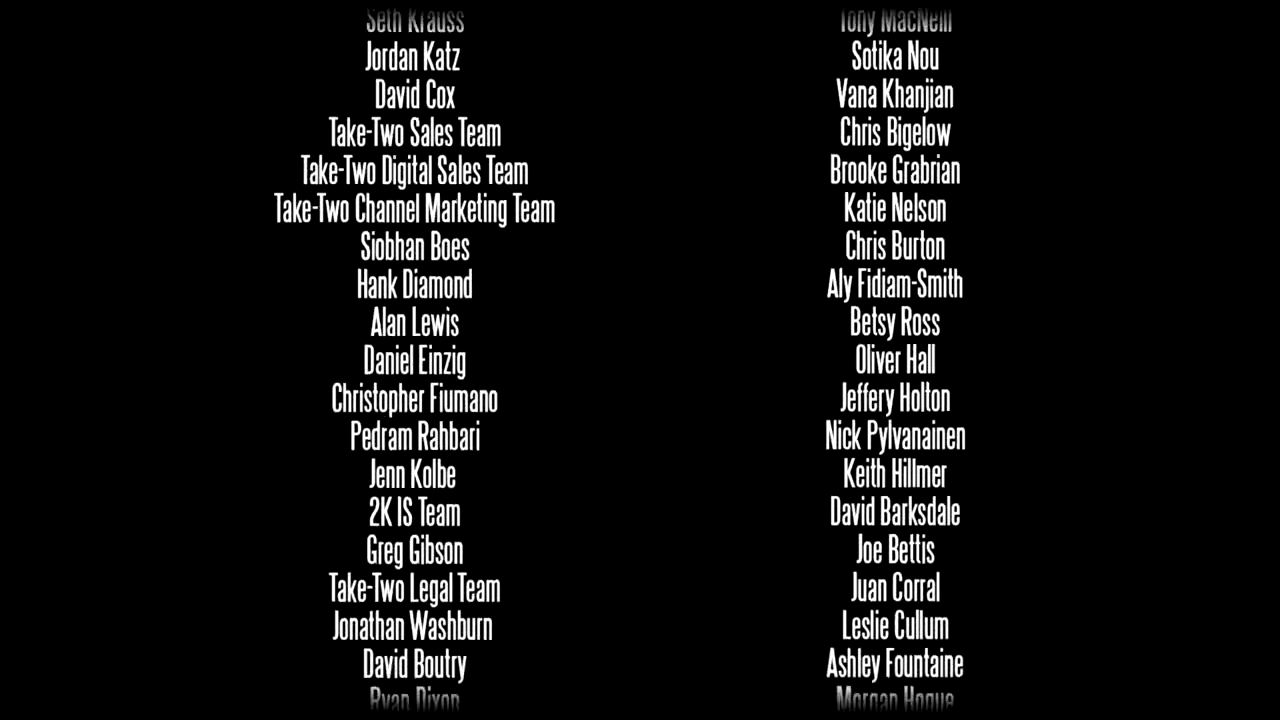 Seth Krauss
Jordan Katz
David Cox
Take-Two Sales Team
Take-Two Digital Sales Team
Take-Two Channel Marketing Team
Siobhan Boes
Hank Diamond
Alan Lewis
Daniel Einzig
Christopher Fiumano
Pedram Rahbari
Jenn Kolbe
2K IS Team
Greg Gibson
Take-Two Legal Team
Jonathan Washburn
David Boutry
Ryan Dixon
Tony MacNeill
Sotika Nou
Vana Khanjian
Chris Bigelow
Brooke Grabrian
Katie Nelson
Chris Burton
Aly Fidiam-Smith
Betsy Ross
Oliver Hall
Jeffery Holton
Nick Pylvanainen
Keith Hillmer
David Barksdale
Joe Bettis
Juan Corral
Leslie Cullum
Ashley Fountaine
Morgan Hogue